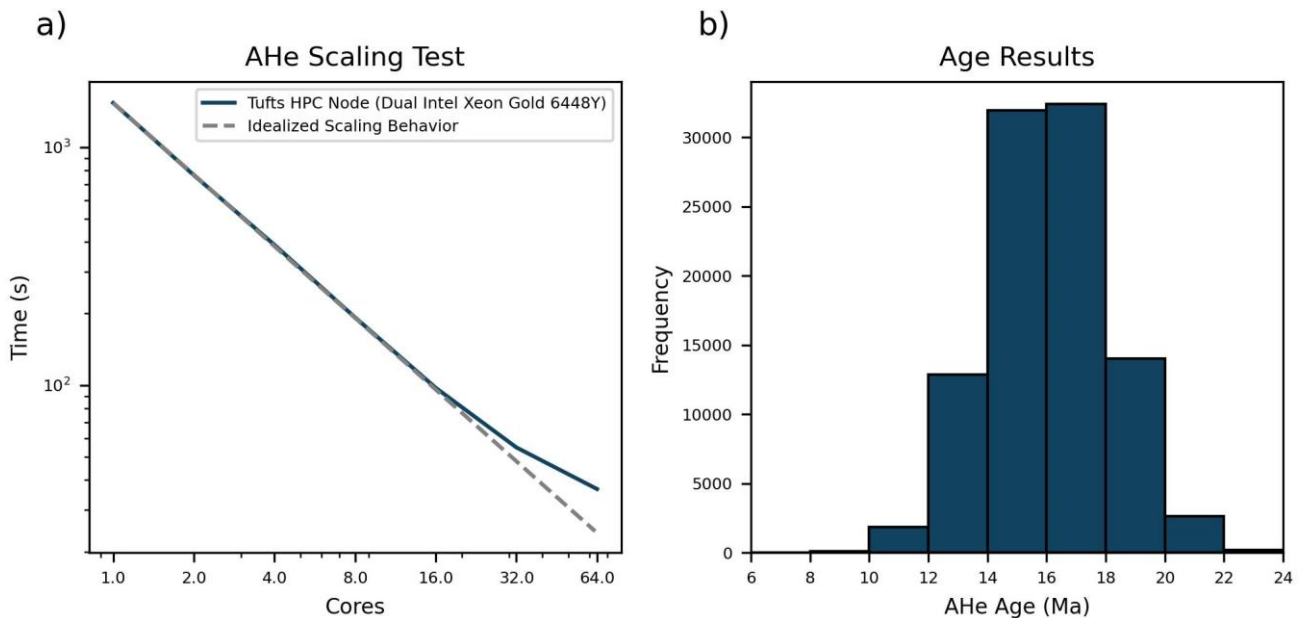 a)
AHe Scaling Test
Tufts HPC Node (Dual Intel Xeon Gold 6448Y)
Idealized Scaling Behavior
10³
10²
Time (s)
1.0 2.0 4.0 8.0 16.0 32.0 64.0
Cores
b)
Age Results
30000
25000
20000
15000
10000
5000
0
Frequency
6 8 10 12 14 16 18 20 22 24
AHe Age (Ma)